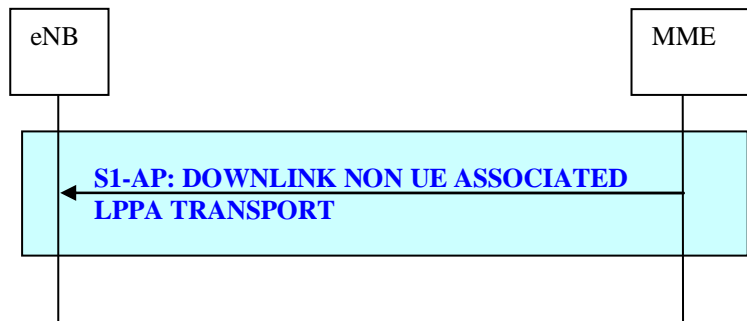 eNB
MME
S1-AP: DOWNLINK NON UE ASSOCIATED
LPPA TRANSPORT